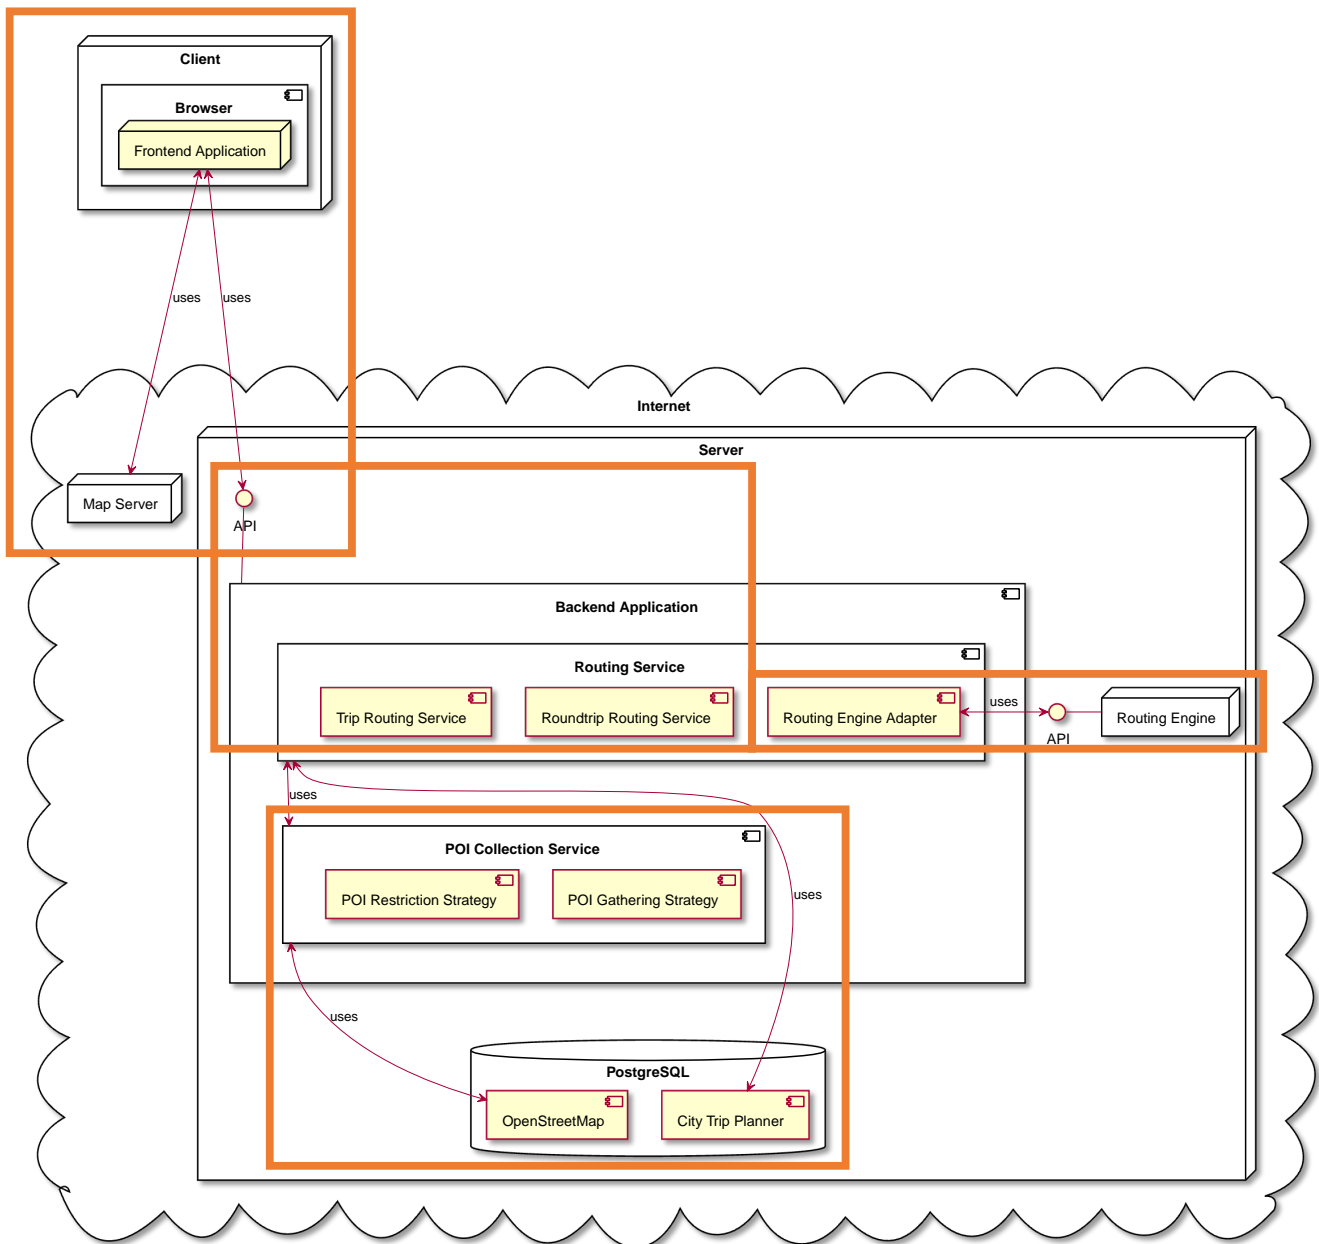 Client
Browser
Frontend Application
uses
uses
Internet
Server
Map Server
API
Backend Application
Routing Service
Trip Routing Service
Roundtrip Routing Service
Routing Engine Adapter
uses
API
Routing Engine
uses
POI Collection Service
POI Restriction Strategy
POI Gathering Strategy
uses
uses
PostgreSQL
OpenStreetMap
City Trip Planner